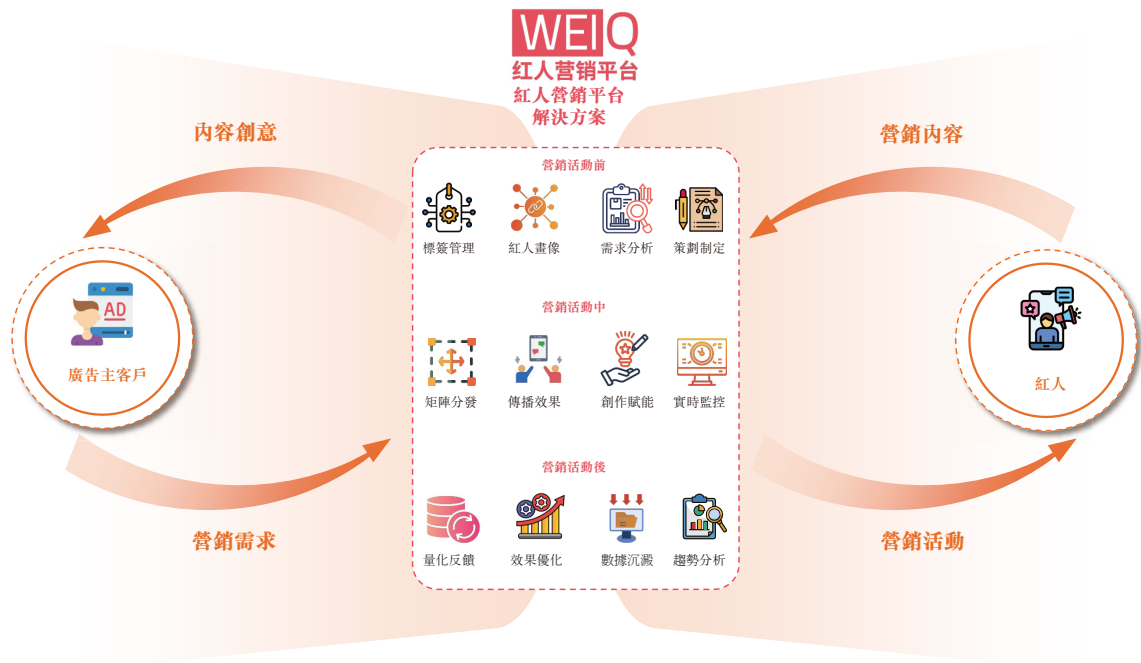 WEIQ
红人营销平台
紅人營銷平台
解決方案
內容創意
營銷內容
營銷活動前
標簽管理
紅人畫像
需求分析
策劃制定
AD
廣告主客戶
紅人
營銷活動中
矩陣分發
傳播效果
創作賦能
實時監控
營銷活動後
營銷需求
營銷活動
量化反饋
效果優化
數據沉澱
趨勢分析